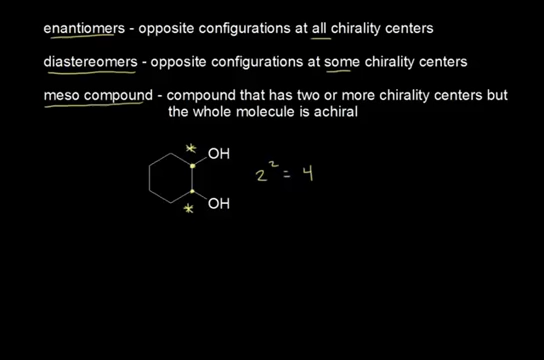 enantiomers - opposite configurations at all chirality centers
diastereomers - opposite configurations at some chirality centers
meso compound - compound that has two or more chirality centers but
the whole molecule is achiral
* OH
2² = 4
* OH